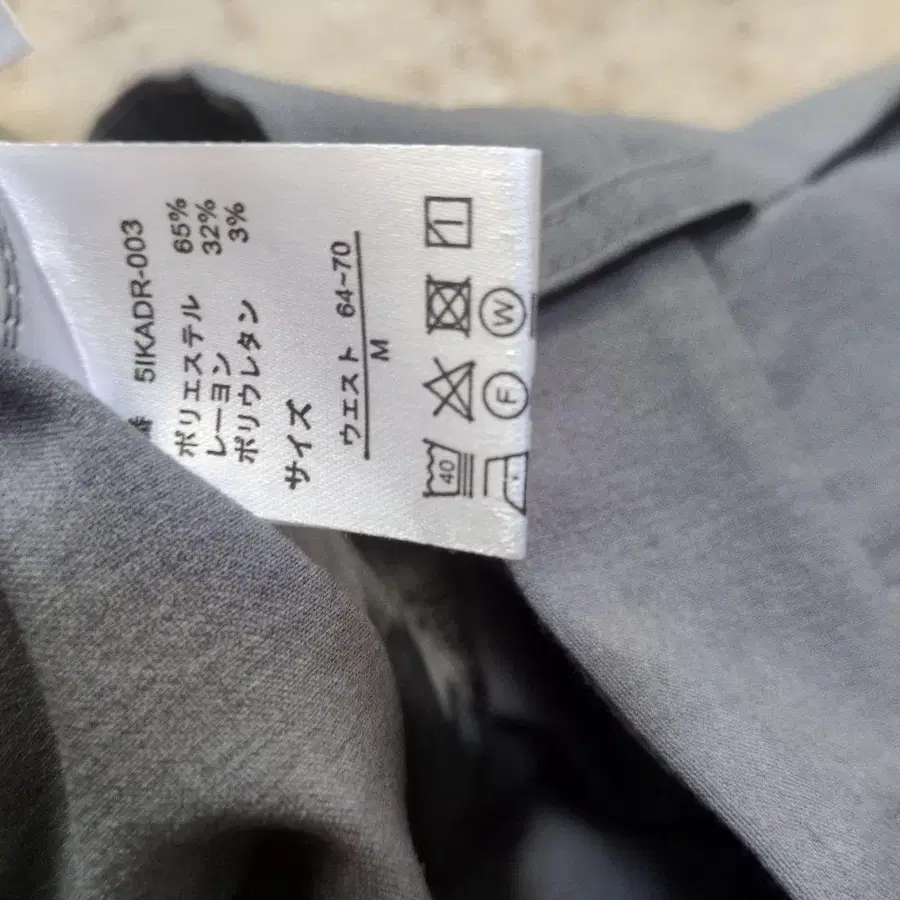 5IKADR-003
ポリエステル 65%
レーヨン 32%
ポリウレタン 3%
サイズ
ウエスト 64~70
M
40
F W